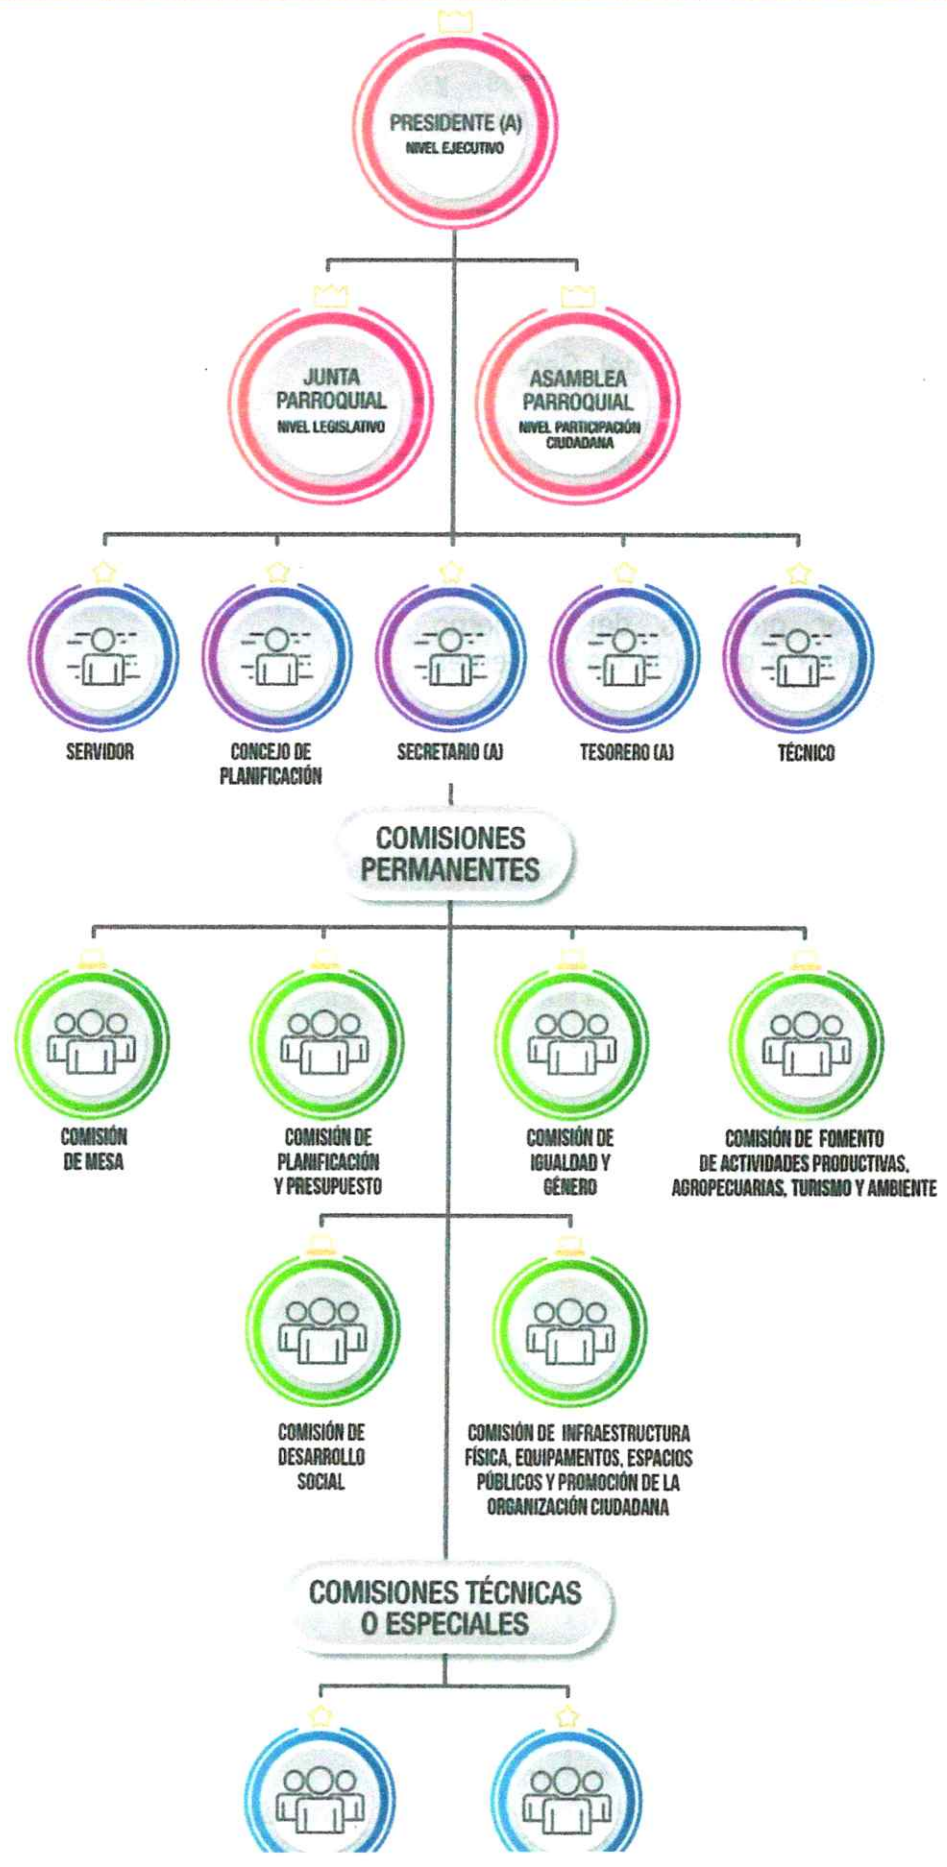 PRESIDENTE (A)
NIVEL EJECUTIVO
JUNTA
PARROQUIAL
NIVEL LEGISLATIVO
ASAMBLEA
PARROQUIAL
NIVEL PARTICIPACIÓN
CIUDADANA
SERVIDOR
CONCEJO DE
PLANIFICACIÓN
SECRETARIO (A)
TESORERO (A)
TÉCNICO
COMISIONES
PERMANENTES
COMISIÓN
DE MESA
COMISIÓN DE
PLANIFICACIÓN
Y PRESUPUESTO
COMISIÓN DE
IGUALDAD Y
GÉNERO
COMISIÓN DE FOMENTO
DE ACTIVIDADES PRODUCTIVAS,
AGROPECUARIAS, TURISMO Y AMBIENTE
COMISIÓN DE
DESARROLLO
SOCIAL
COMISIÓN DE INFRAESTRUCTURA
FÍSICA, EQUIPAMENTOS, ESPACIOS
PÚBLICOS Y PROMOCIÓN DE LA
ORGANIZACIÓN CIUDADANA
COMISIONES TÉCNICAS
O ESPECIALES